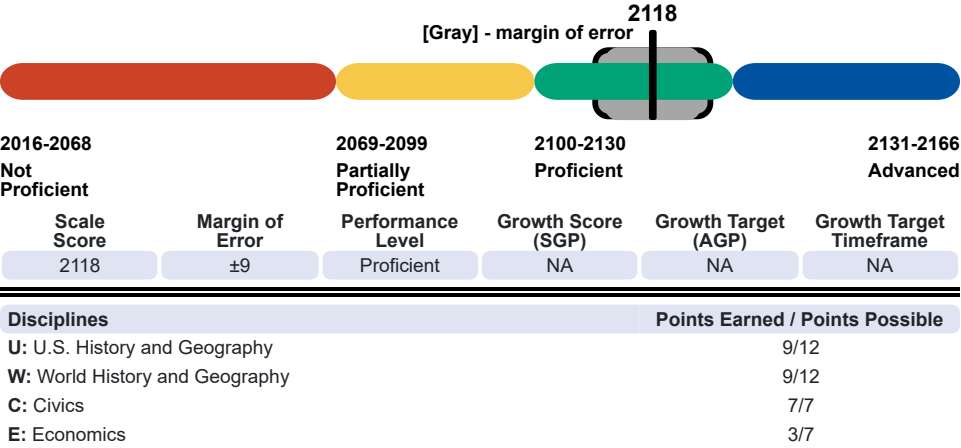 2118
[Gray] - margin of error
2016-2068 2069-2099 2100-2130 2131-2166
Not Partially Proficient Advanced
Proficient Proficient
Scale Margin of Performance Growth Score Growth Target Growth Target
Score Error Level (SGP) (AGP) Timeframe
2118 ±9 Proficient NA NA NA
Disciplines Points Earned / Points Possible
U: U.S. History and Geography 9/12
W: World History and Geography 9/12
C: Civics 7/7
E: Economics 3/7